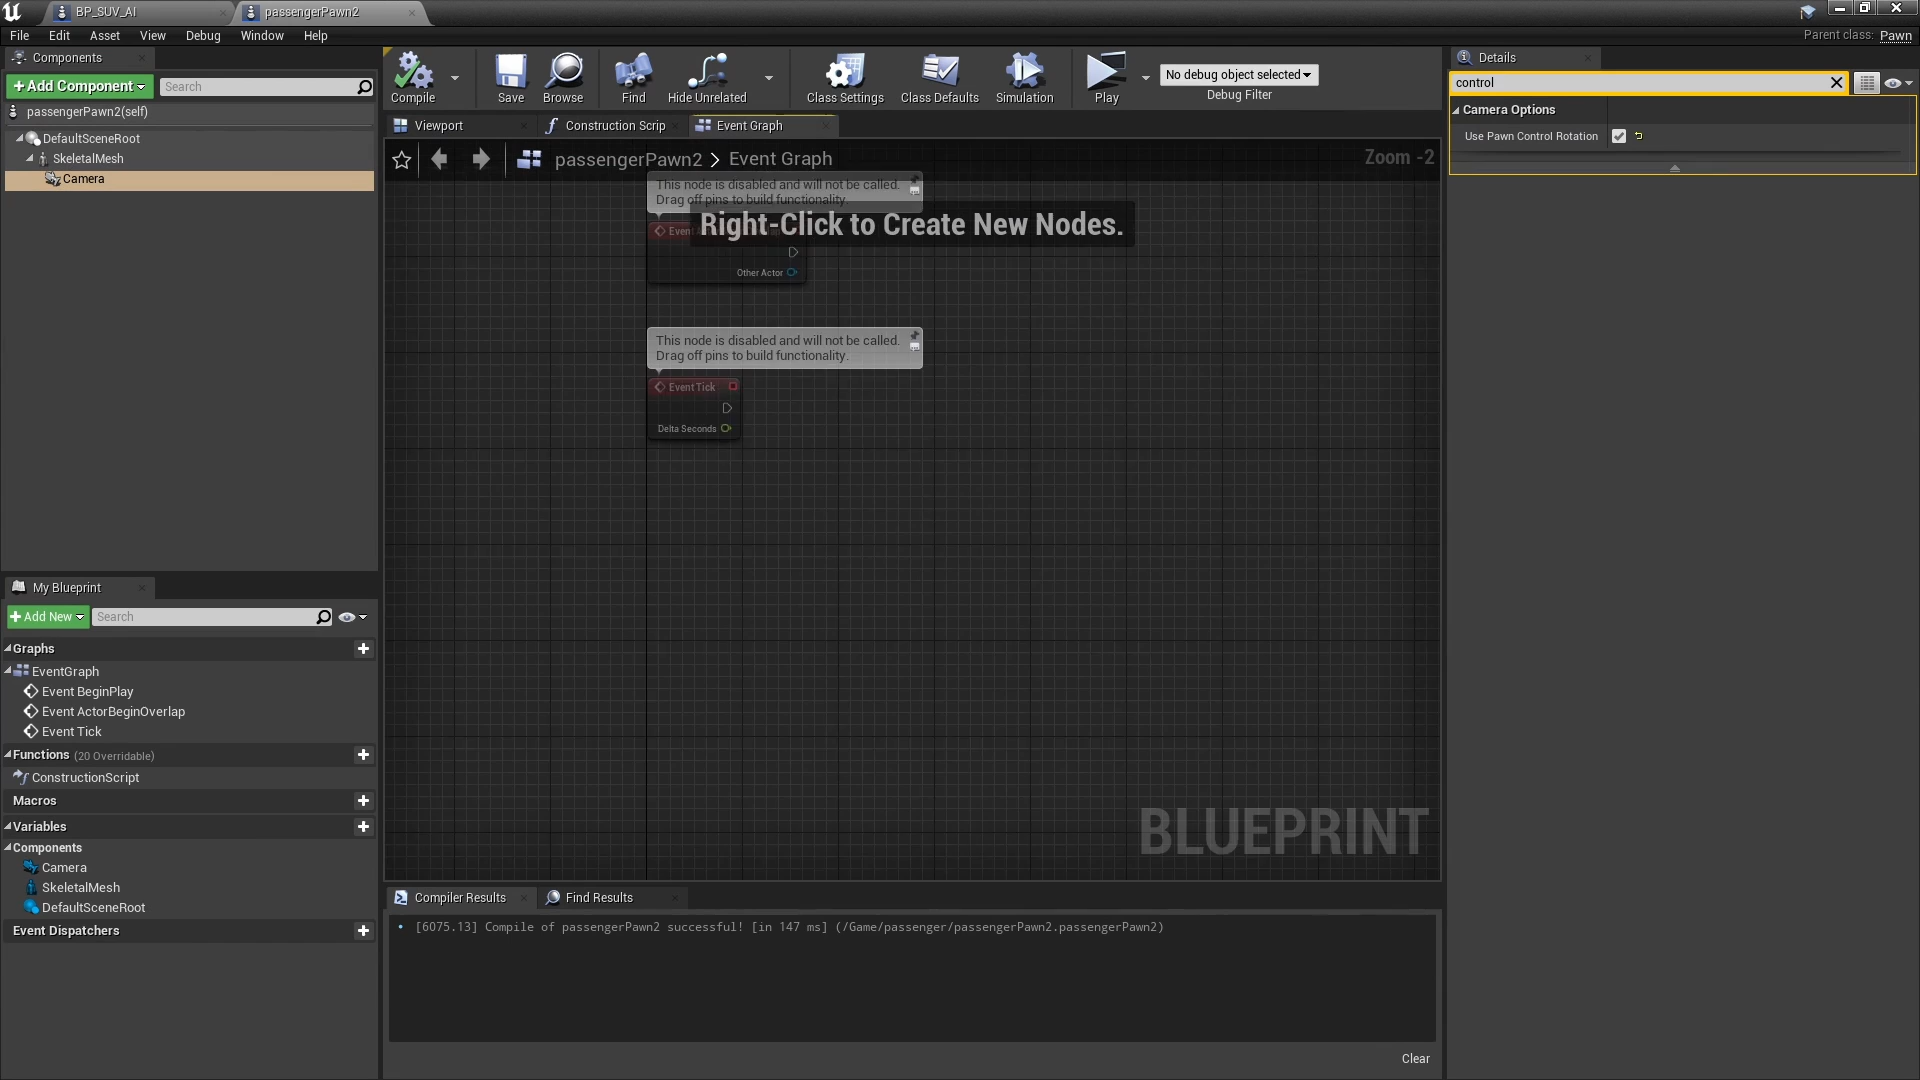 BP_SUV_AI
passengerPawn2
File Edit Asset View Debug Window Help
Parent class: Pawn
Components
+ Add Component
Search
passengerPawn2(self)
DefaultSceneRoot
SkeletalMesh
Camera
Compile
Save
Browse
Find
Hide Unrelated
Class Settings
Class Defaults
Simulation
Play
No debug object selected
Debug Filter
Viewport
Construction Scrip
Event Graph
passengerPawn2 > Event Graph
Zoom -2
This node is disabled and will not be called.
Drag off pins to build functionality.
Right-Click to Create New Nodes.
Event
Other Actor
This node is disabled and will not be called.
Drag off pins to build functionality.
Event Tick
Delta Seconds
BLUEPRINT
My Blueprint
+ Add New
Search
Graphs
EventGraph
Event BeginPlay
Event ActorBeginOverlap
Event Tick
Functions (20 Overridable)
ConstructionScript
Macros
Variables
Components
Camera
SkeletalMesh
DefaultSceneRoot
Event Dispatchers
Compiler Results
Find Results
[6075.13] Compile of passengerPawn2 successful! [in 147 ms] (/Game/passenger/passengerPawn2.passengerPawn2)
Clear
Details
control
Camera Options
Use Pawn Control Rotation